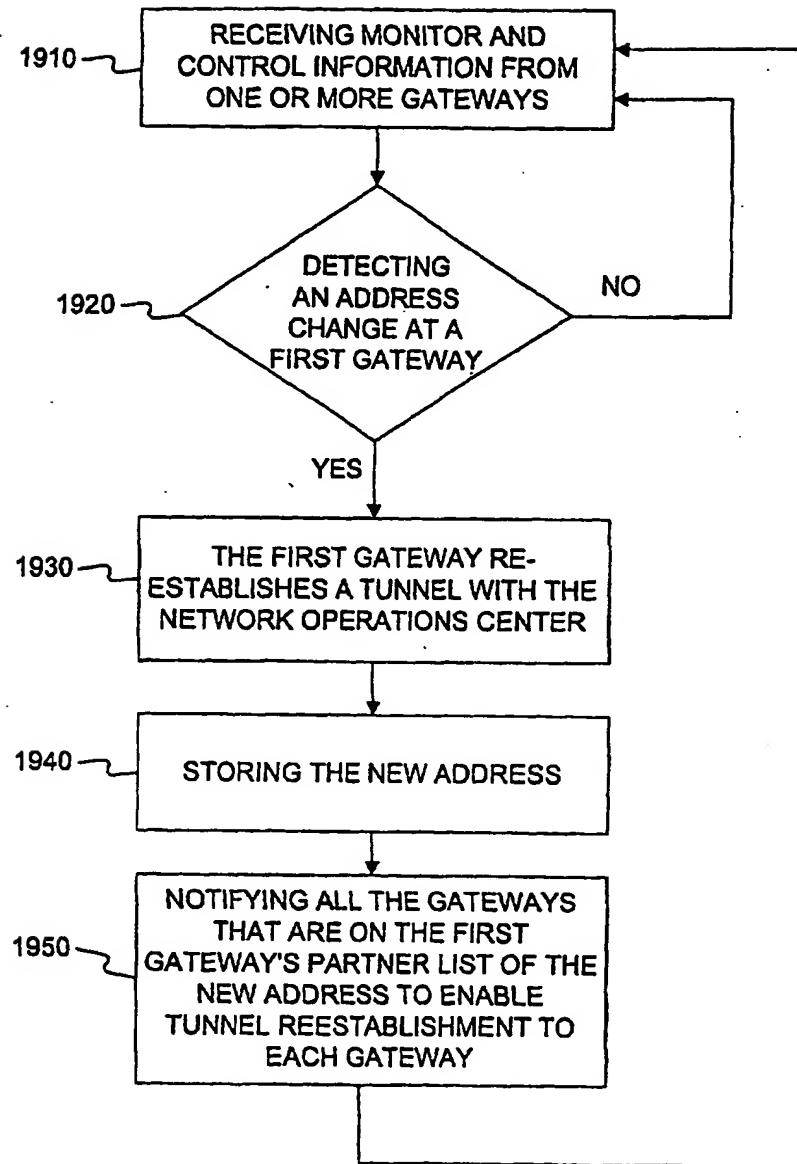 1910
RECEIVING MONITOR AND
CONTROL INFORMATION FROM
ONE OR MORE GATEWAYS
1920
DETECTING
AN ADDRESS
CHANGE AT A
FIRST GATEWAY
NO
YES
1930
THE FIRST GATEWAY RE-
ESTABLISHES A TUNNEL WITH THE
NETWORK OPERATIONS CENTER
1940
STORING THE NEW ADDRESS
1950
NOTIFYING ALL THE GATEWAYS
THAT ARE ON THE FIRST
GATEWAY'S PARTNER LIST OF THE
NEW ADDRESS TO ENABLE
TUNNEL REESTABLISHMENT TO
EACH GATEWAY